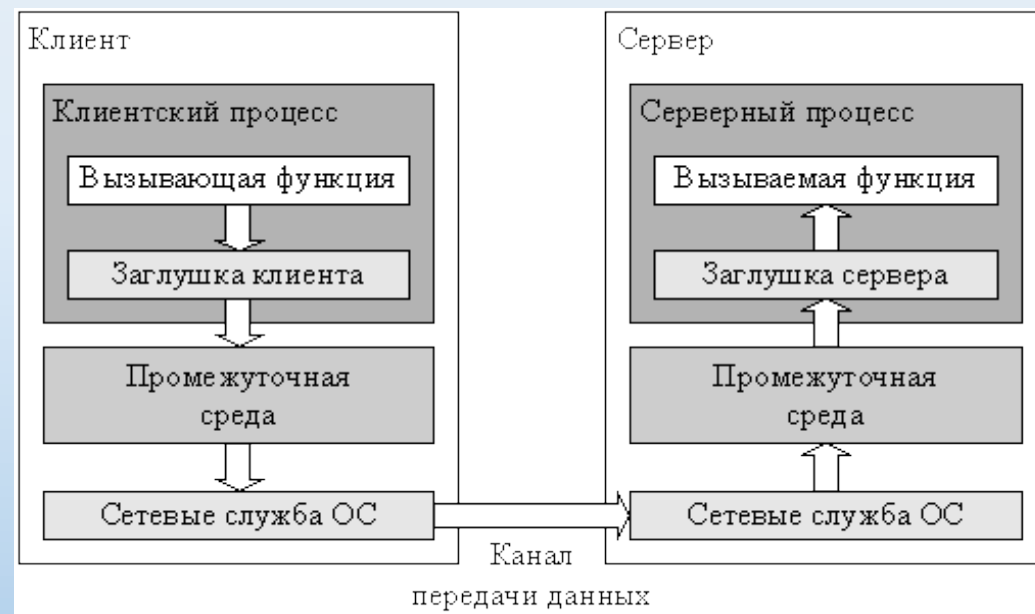 Клиент
Клиентский процесс
Вызывающая функция
Заглушка клиента
Промежуточная
среда
Сетевые служба ОС
Сервер
Серверный процесс
Вызываемая функция
Заглушка сервера
Промежуточная
среда
Сетевые служба ОС
Канал
передачи данных